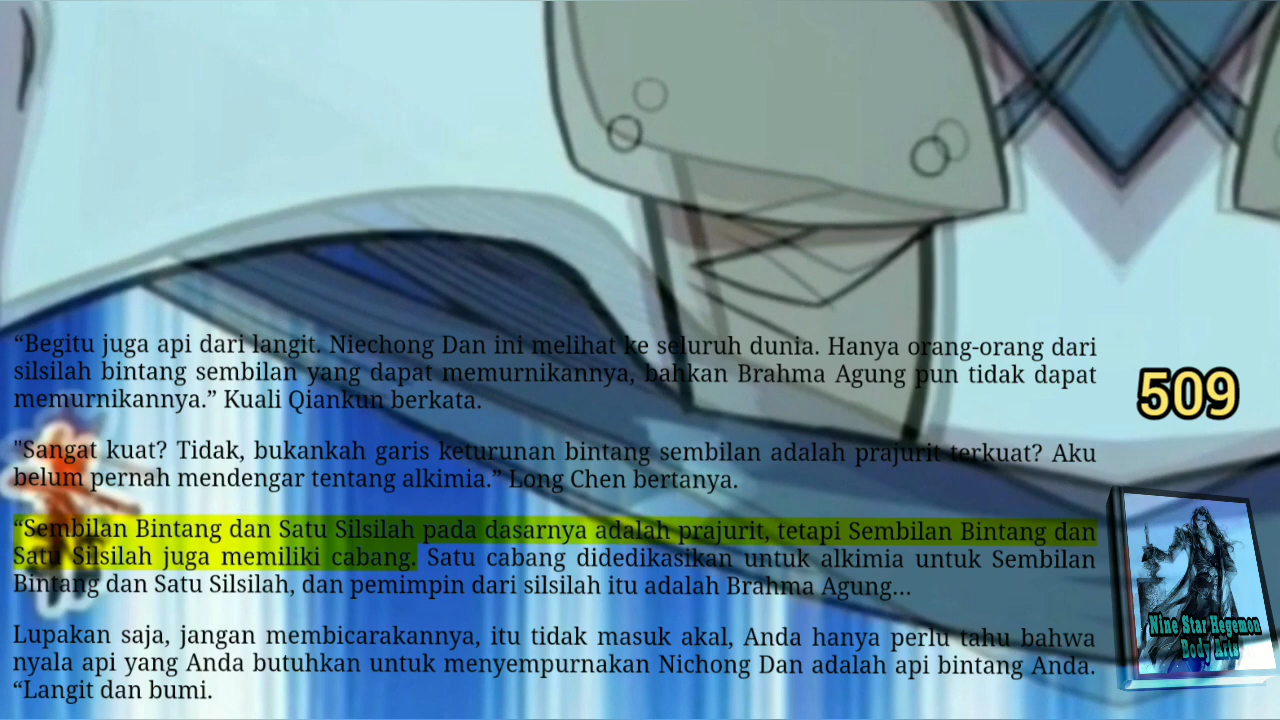 “Begitu juga api dari langit. Niechong Dan ini melihat ke seluruh dunia. Hanya orang-orang dari
silsilah bintang sembilan yang dapat memurnikannya, bahkan Brahma Agung pun tidak dapat
memurnikannya.” Kuali Qiankun berkata.
"Sangat kuat? Tidak, bukankah garis keturunan bintang sembilan adalah prajurit terkuat? Aku
belum pernah mendengar tentang alkimia.” Long Chen bertanya.
“Sembilan Bintang dan Satu Silsilah pada dasarnya adalah prajurit, tetapi Sembilan Bintang dan
Satu Silsilah juga memiliki cabang. Satu cabang didedikasikan untuk alkimia untuk Sembilan
Bintang dan Satu Silsilah, dan pemimpin dari silsilah itu adalah Brahma Agung...
Lupakan saja, jangan membicarakannya, itu tidak masuk akal, Anda hanya perlu tahu bahwa
nyala api yang Anda butuhkan untuk menyempurnakan Nichong Dan adalah api bintang Anda.
“Langit dan bumi.
509
Nine Star Hegemon
Body Arts